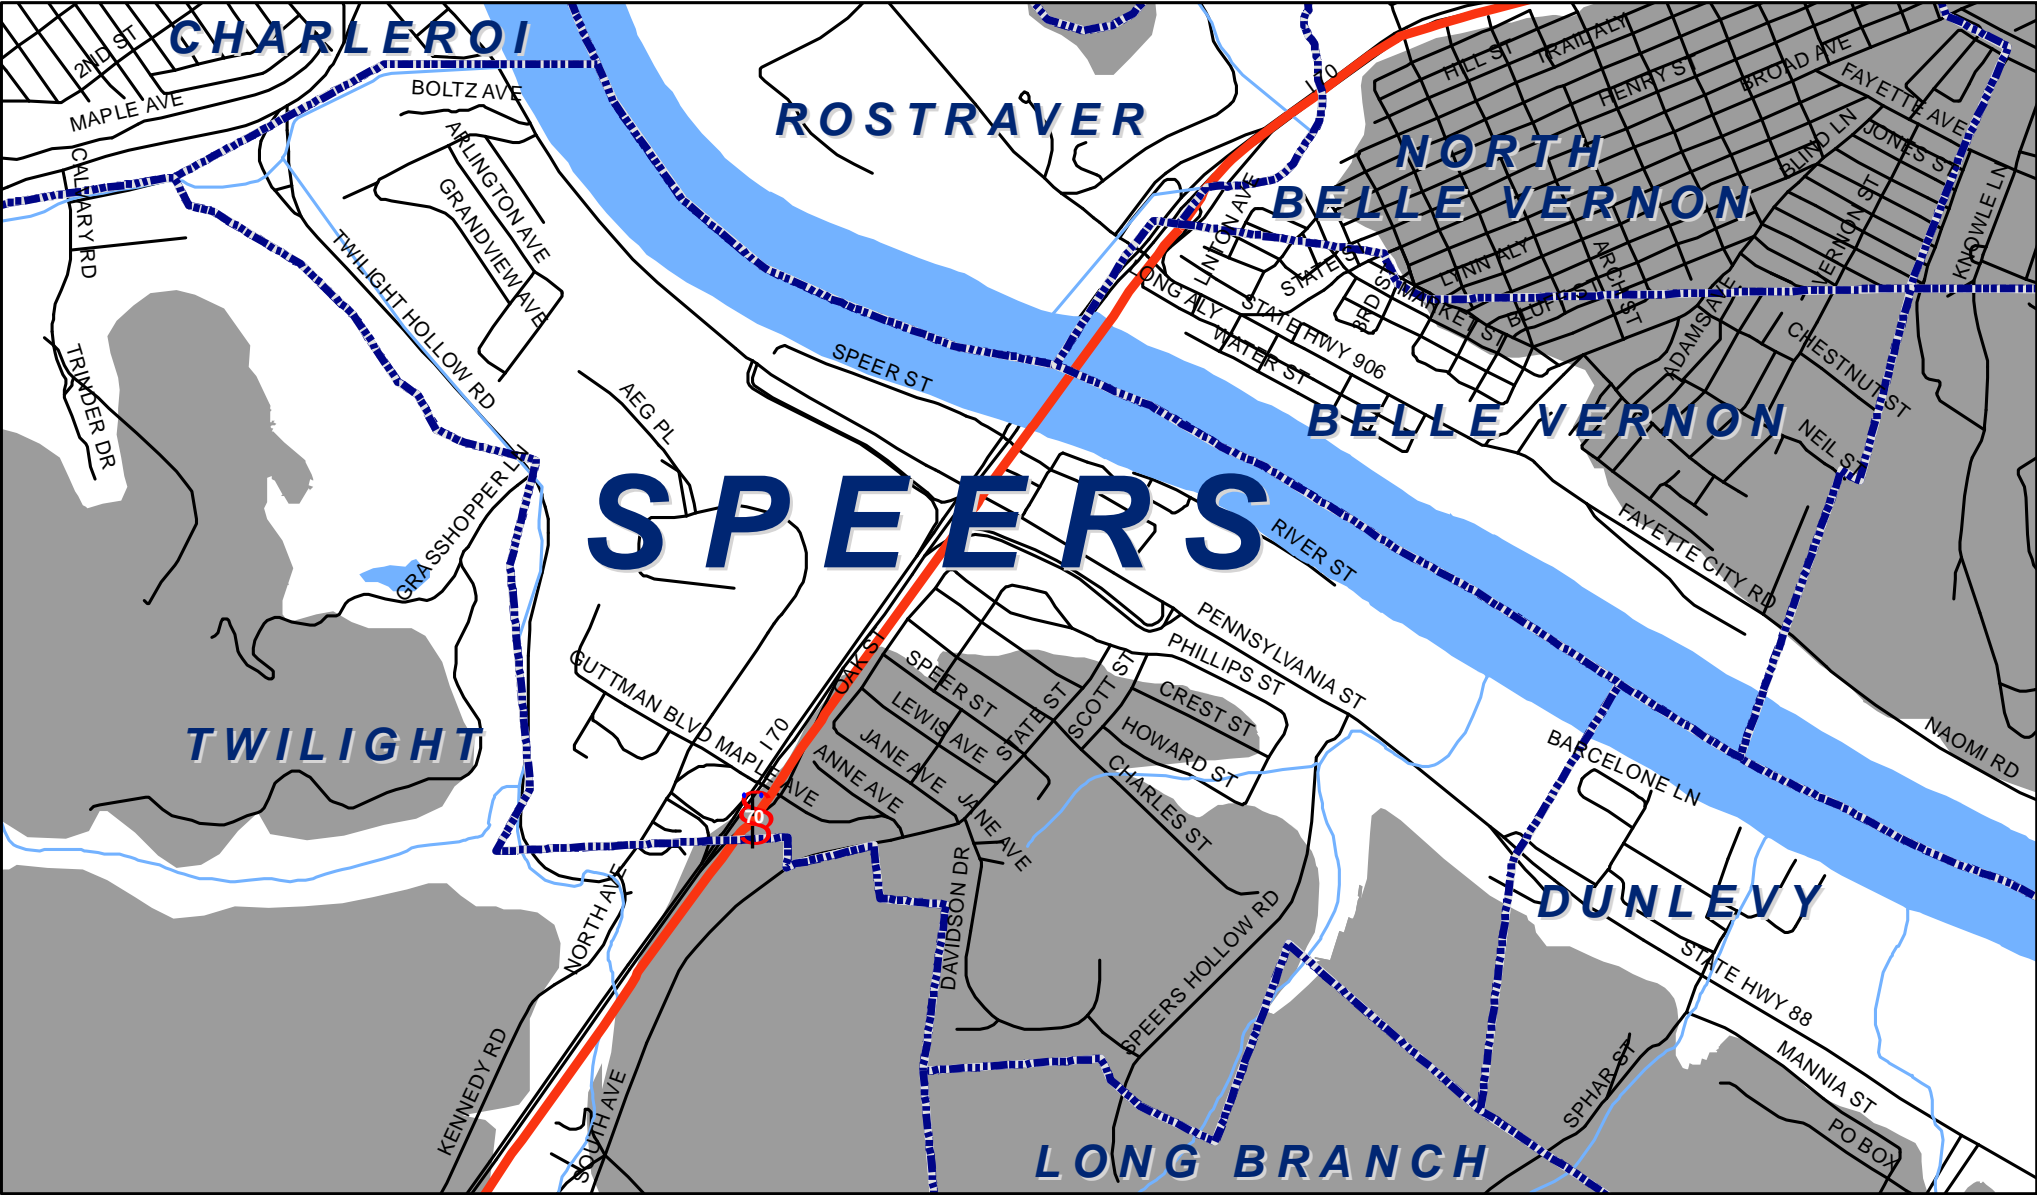 CHARLEROI
2ND ST
MAPLE AVE
BOLTZ AVE
ROSTRAVER
I 70
HILL ST
TRAIL ALY
HENRY S
BROAD AVE
FAYETTE AVE
NORTH
BELLE VERNON
BLIND LN
JONES S
CALVARY RD
ARLINGTON AVE
GRANDVIEW AVE
TWILIGHT HOLLOW RD
LINTON AVE
STATE S
LYNN ALY
ARCH ST
VERNON ST
KNOWLE LN
LONG ALY
STATE HWY 906
WATER ST
3RD ST
MARKET ST
BLUFF ST
ADAMS AVE
CHESTNUT ST
TRINDER DR
SPEER ST
AEG PL
BELLE VERNON
NEIL ST
GRASSHOPPER LN
SPEERS
RIVER ST
FAYETTE CITY RD
PENNSYLVANIA ST
PHILLIPS ST
OAK ST
GUTTMAN BLVD
MAPLE AVE
I 70
SPEER ST
LEWIS AVE
STATE ST
SCOTT ST
CREST ST
HOWARD ST
CHARLES ST
JANE AVE
ANNE AVE
JANE AVE
TWILIGHT
70
BARCELONE LN
NAOMI RD
DAVIDSON DR
NORTH AVE
SPEERS HOLLOW RD
DUNLEVY
STATE HWY 88
KENNEDY RD
SOUTH AVE
SPHAR ST
MANNIA ST
PO BOX
LONG BRANCH